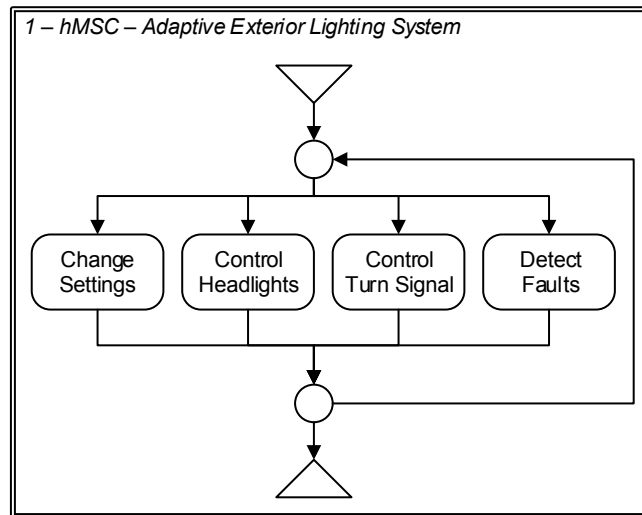 1 – hMSC – Adaptive Exterior Lighting System
Change
Settings
Control
Headlights
Control
Turn Signal
Detect
Faults